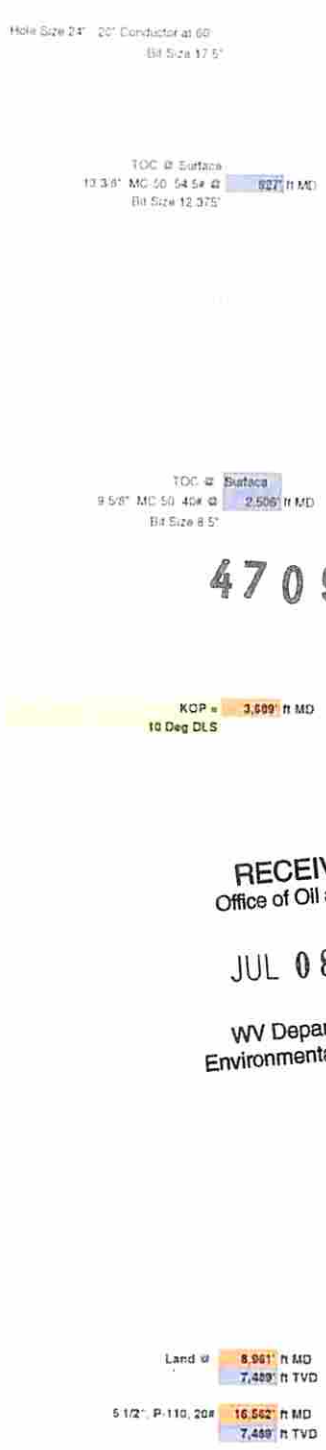 Hole Size 24" 20" Conductor at 60'
Bit Size 17.5"
TOC @ Surface
13 3/8" MC-50 54.5# @ 927' ft MD
Bit Size 12.375"
TOC @ Surface
9 5/8" MC-50 40# @ 2,506' ft MD
Bit Size 8.5"
4709
KOP = 3,609' ft MD
10 Deg DLS
RECEIV
Office of Oil a
JUL 08
WV Depar
Environmenta
Land @ 8,961' ft MD
7,489' ft TVD
5 1/2", P-110, 20# 16,562' ft MD
7,489' ft TVD